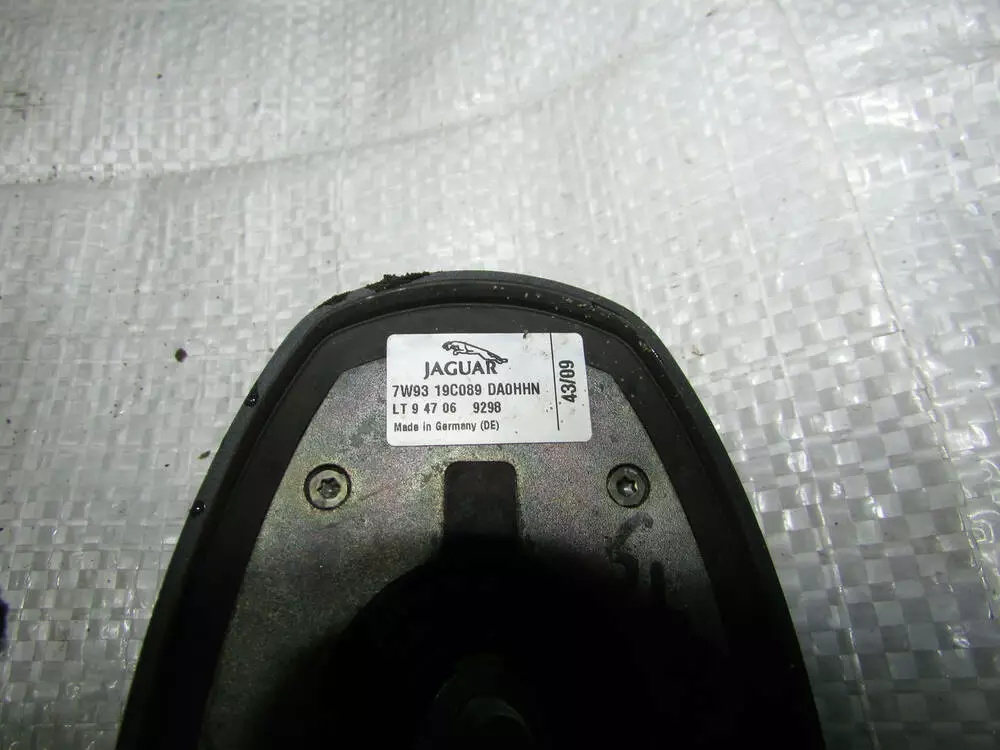 JAGUAR
7W93 19C089 DA0HHN
LT 9 47 06 9298
Made in Germany (DE)
43/09